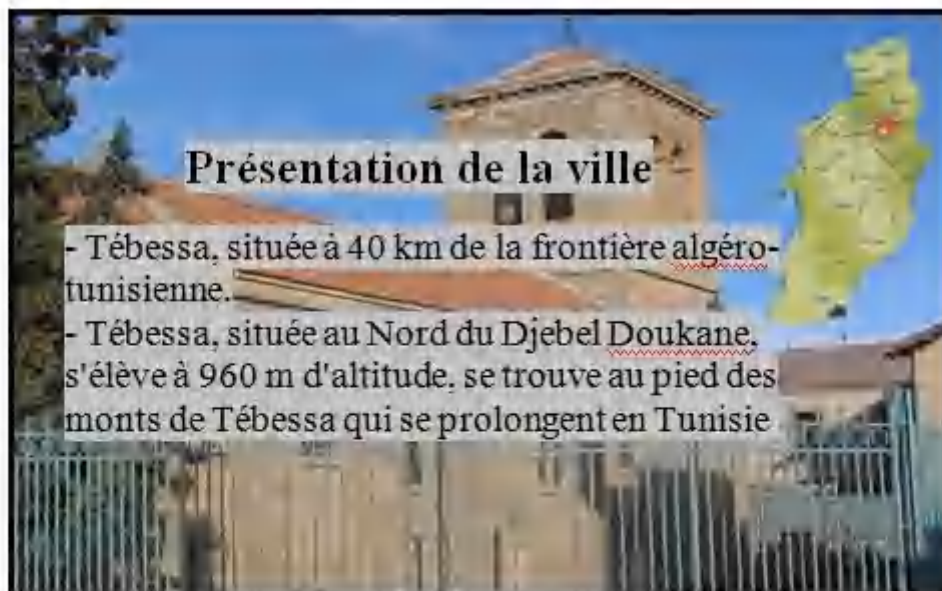 Présentation de la ville
- Tébessa, située à 40 km de la frontière algéro-
tunisienne.
- Tébessa, située au Nord du Djebel Doukane,
s'élève à 960 m d'altitude, se trouve au pied des
monts de Tébessa qui se prolongent en Tunisie